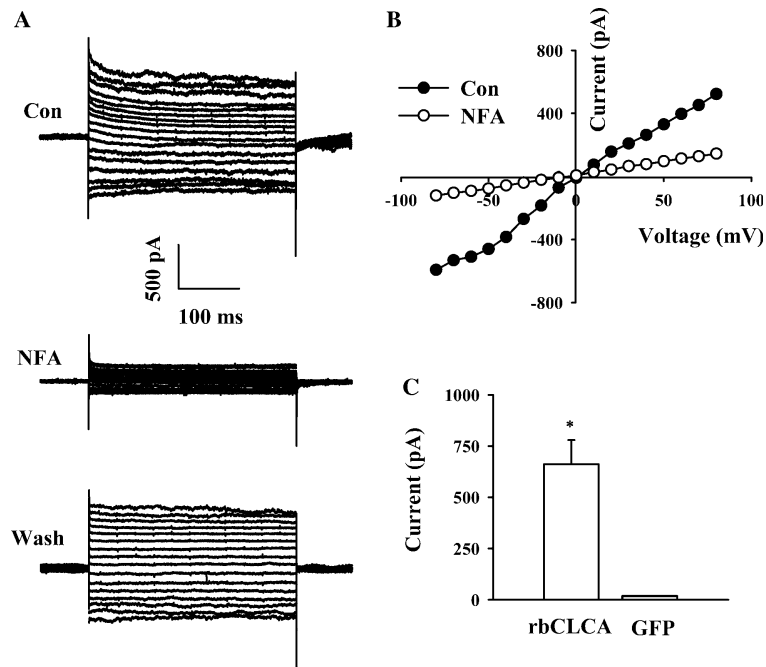 A
Con
500 pA
100 ms
NFA
Wash
B
800
Current (pA)
Con
NFA
400
-100
-50
0
50
100
Voltage (mV)
-400
-800
C
1000
*
750
Current (pA)
500
250
0
rbCLCA
GFP